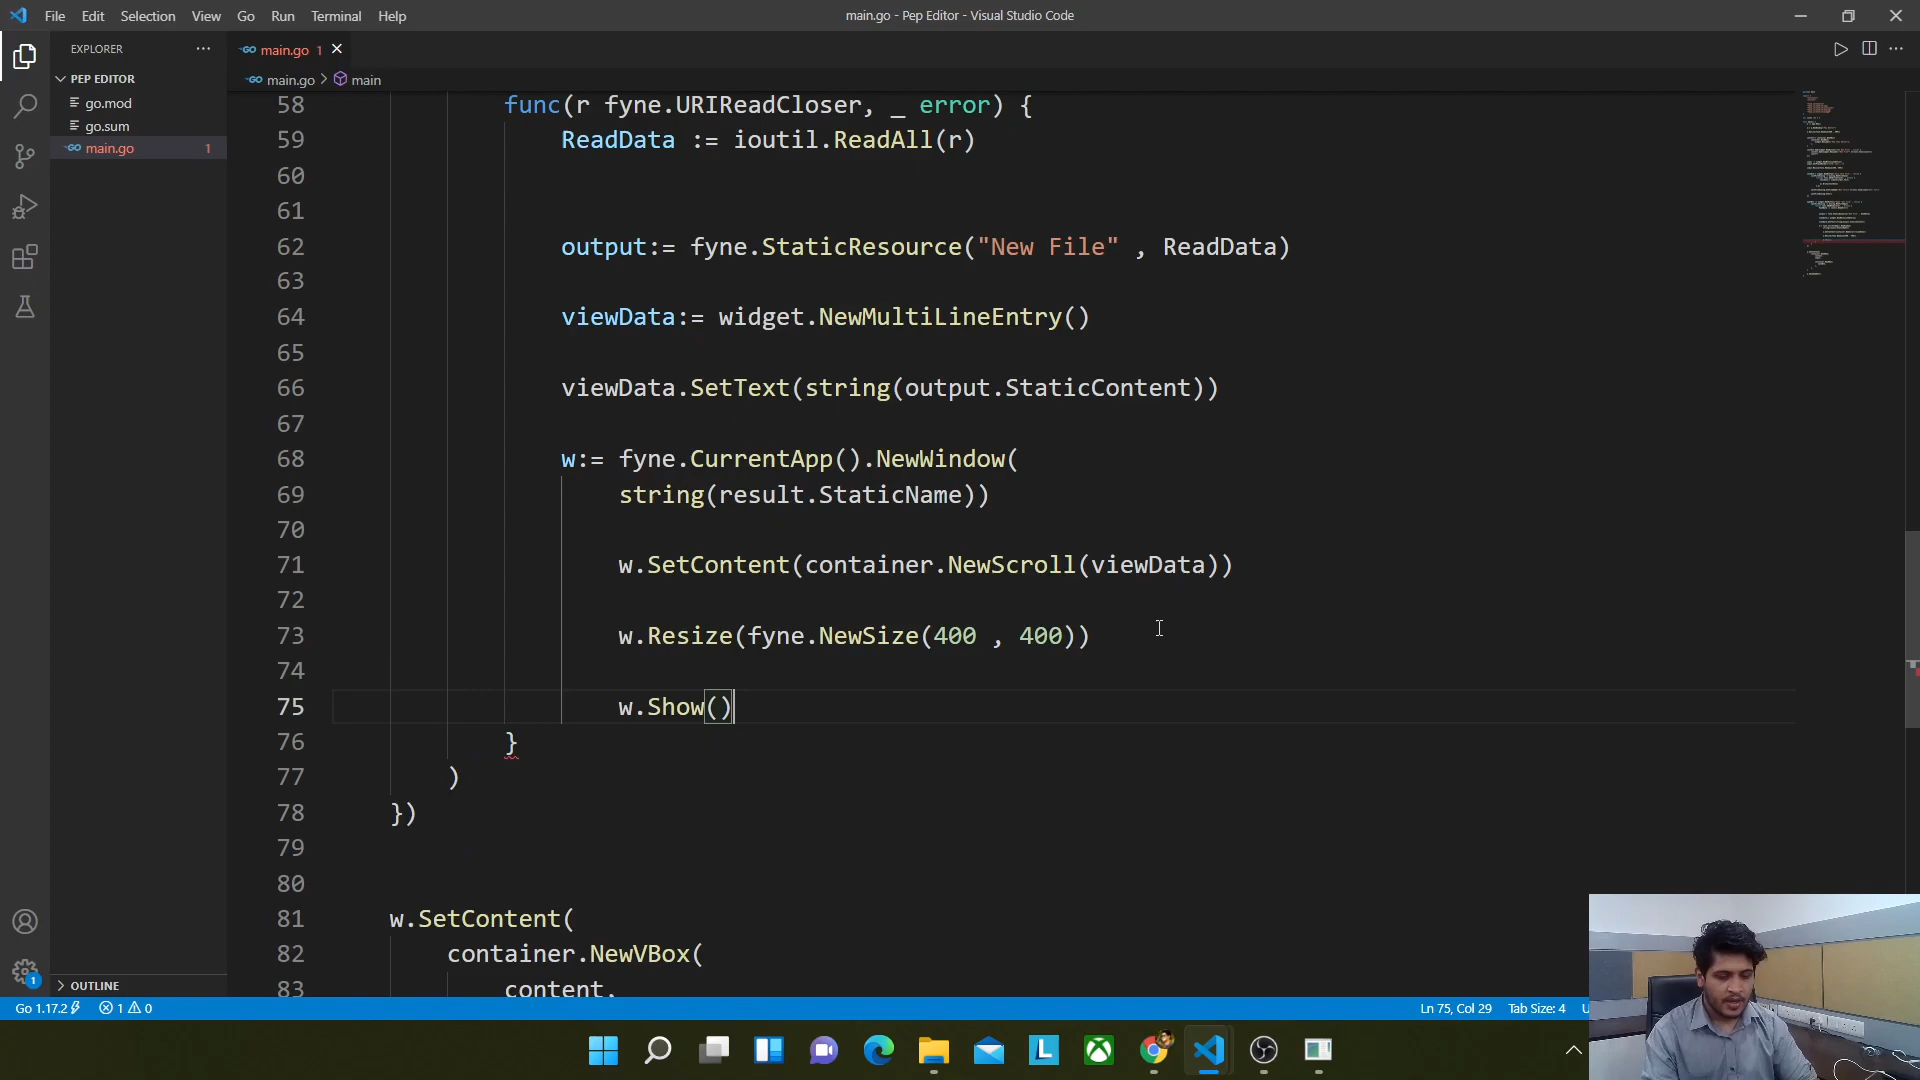 File Edit Selection View Go Run Terminal Help
main.go - Pep Editor - Visual Studio Code
EXPLORER
main.go 1
PEP EDITOR
main.go > main
go.mod
go.sum
main.go 1
58 func(r fyne.URIReadCloser, _ error) {
59 ReadData := ioutil.ReadAll(r)
60
61
62 output:= fyne.StaticResource("New File" , ReadData)
63
64 viewData:= widget.NewMultiLineEntry()
65
66 viewData.SetText(string(output.StaticContent))
67
68 w:= fyne.CurrentApp().NewWindow(
69 string(result.StaticName))
70
71 w.SetContent(container.NewScroll(viewData))
72
73 w.Resize(fyne.NewSize(400 , 400))
74
75 w.Show()
76 }
77 )
78 })
79
80
81 w.SetContent(
82 container.NewVBox(
83 content,
OUTLINE
1
Go 1.17.2 1 0
Ln 75, Col 29 Tab Size: 4